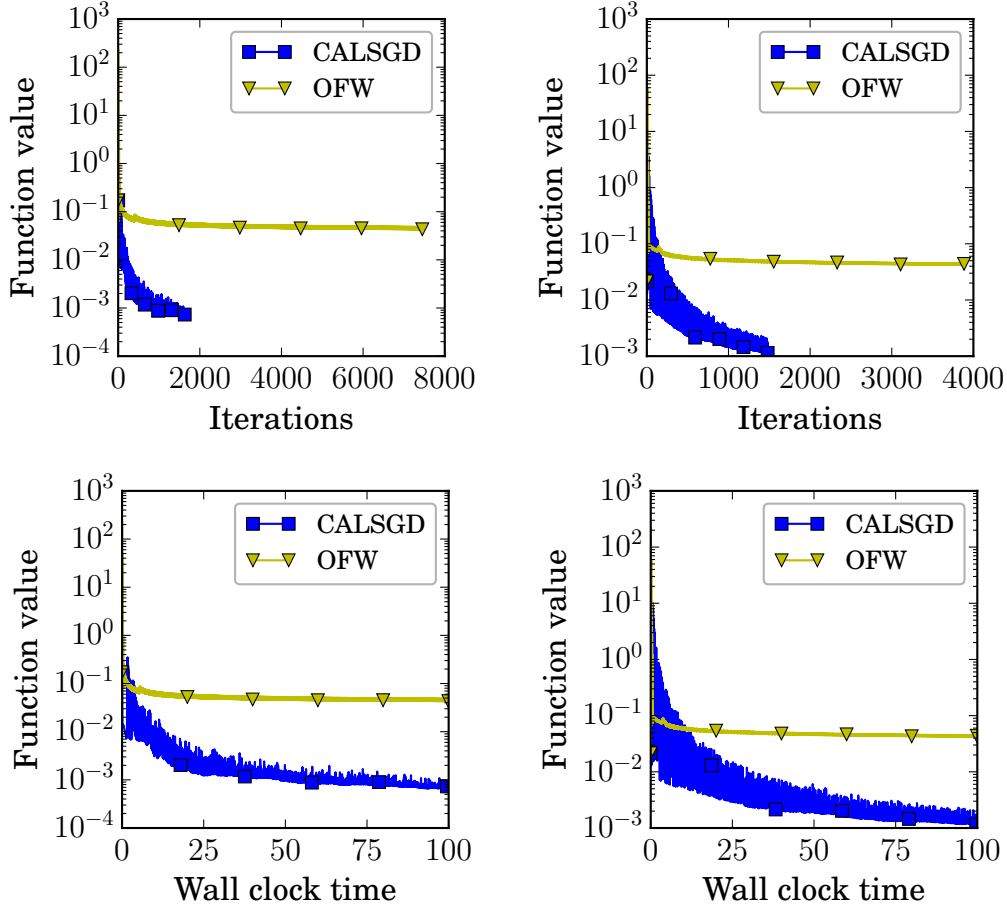 Function value
10^3
10^2
10^1
10^0
10^-1
10^-2
10^-3
10^-4
CALSGD
OFW
0 2000 4000 6000 8000
Iterations
Function value
10^3
10^2
10^1
10^0
10^-1
10^-2
10^-3
CALSGD
OFW
0 1000 2000 3000 4000
Iterations
Function value
10^3
10^2
10^1
10^0
10^-1
10^-2
10^-3
10^-4
CALSGD
OFW
0 25 50 75 100
Wall clock time
Function value
10^3
10^2
10^1
10^0
10^-1
10^-2
10^-3
CALSGD
OFW
0 25 50 75 100
Wall clock time